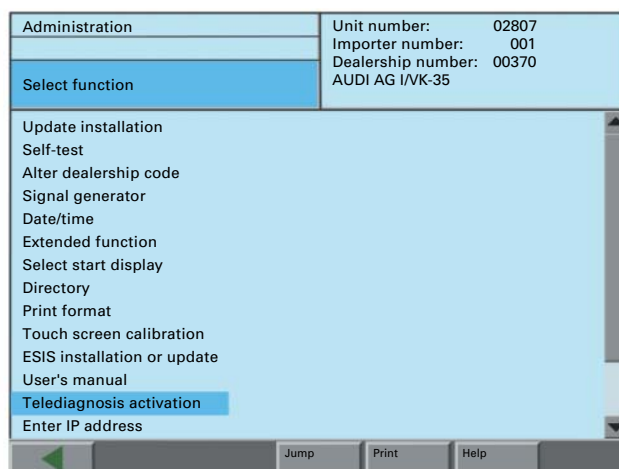 Administration
Select function
Unit number: 02807
Importer number: 001
Dealership number: 00370
AUDI AG I/VK-35
Update installation
Self-test
Alter dealership code
Signal generator
Date/time
Extended function
Select start display
Directory
Print format
Touch screen calibration
ESIS installation or update
User's manual
Telediagnosis activation
Enter IP address
Jump
Print
Help